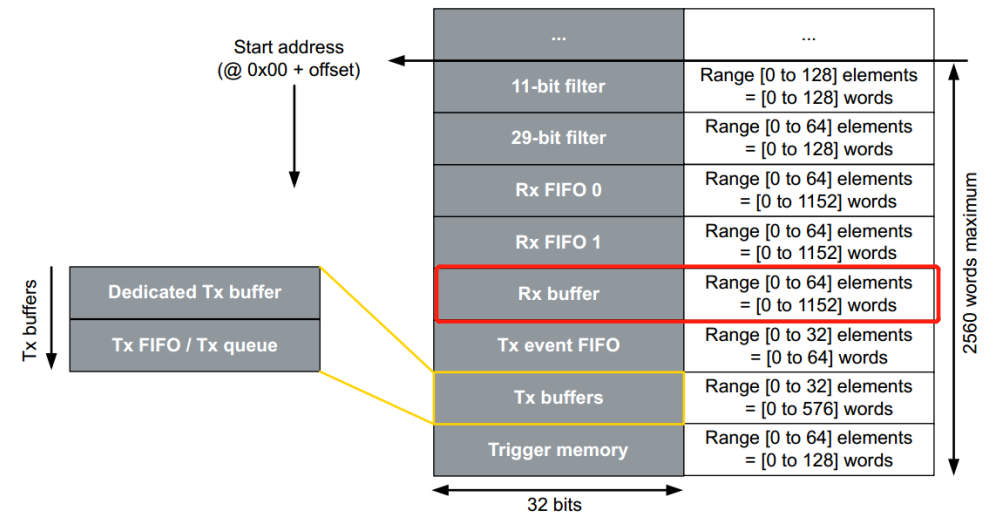 ...
...
Start address
(@ 0x00 + offset)
11-bit filter
Range [0 to 128] elements
= [0 to 128] words
29-bit filter
Range [0 to 64] elements
= [0 to 128] words
Rx FIFO 0
Range [0 to 64] elements
= [0 to 1152] words
Rx FIFO 1
Range [0 to 64] elements
= [0 to 1152] words
Rx buffer
Range [0 to 64] elements
= [0 to 1152] words
Tx event FIFO
Range [0 to 32] elements
= [0 to 64] words
Tx buffers
Range [0 to 32] elements
= [0 to 576] words
Trigger memory
Range [0 to 64] elements
= [0 to 128] words
32 bits
2560 words maximum
Tx buffers
Dedicated Tx buffer
Tx FIFO / Tx queue